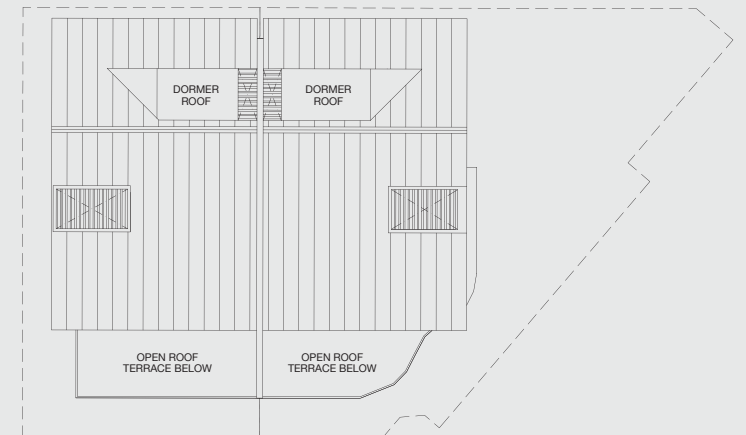 DORMER
ROOF
DORMER
ROOF
OPEN ROOF
TERRACE BELOW
OPEN ROOF
TERRACE BELOW